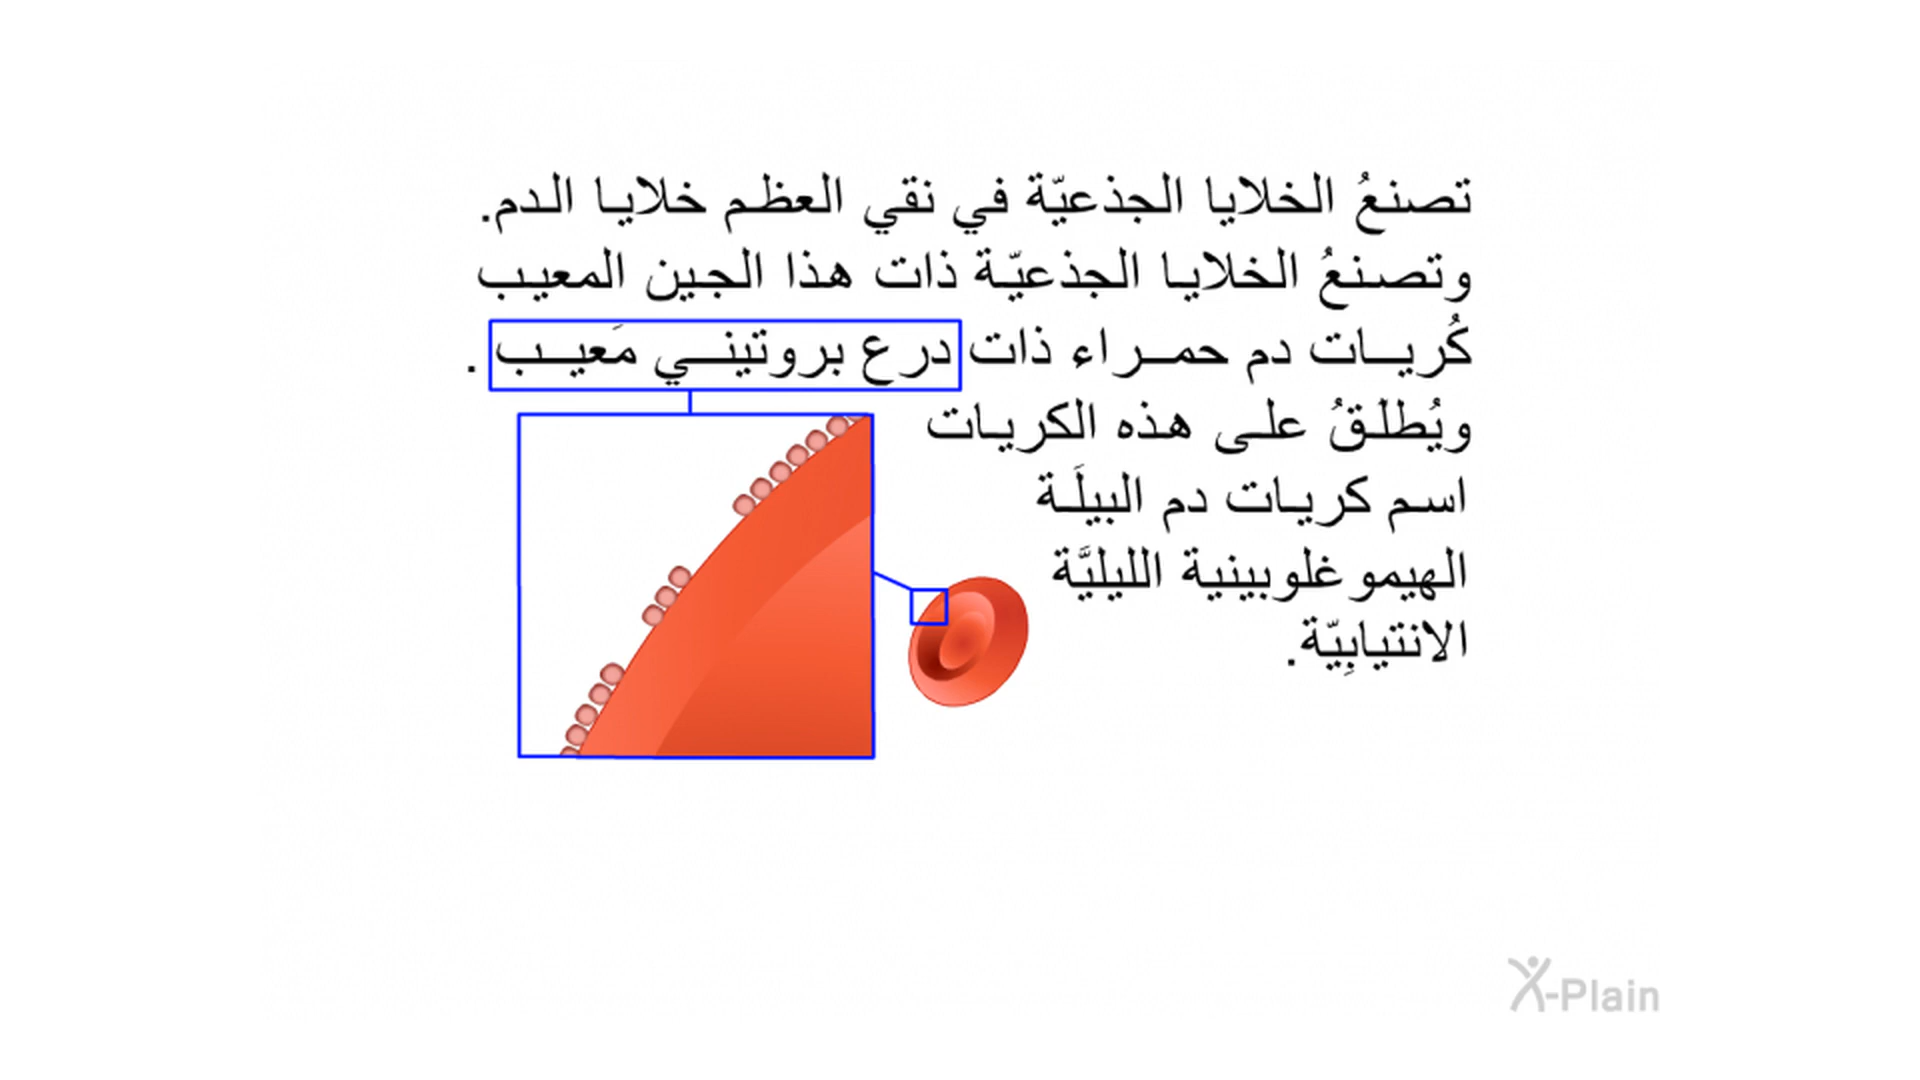 تصنعُ الخلايا الجذعيّة في نقي العظم خلايا الدم.
وتصنعُ الخلايا الجذعيّة ذات هذا الجين المعيب
كُريات دم حمراء ذات درع بروتيني مَعيب .
ويُطلَقُ على هذه الكريات
اسم كريات دم البيلَة
الهيموغلوبينية الليليَّة
الانتيابِيّة.
X-Plain